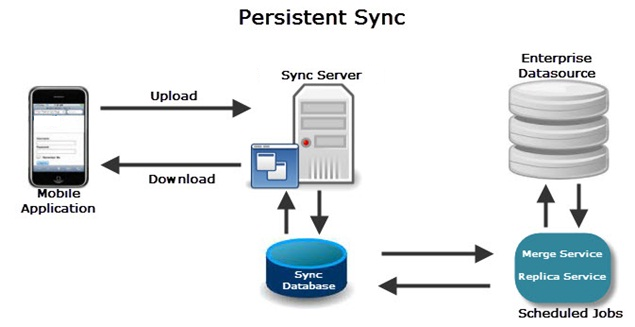 Persistent Sync
Sync Server
Enterprise
Datasource
Upload
Download
Mobile
Application
Sync
Database
Merge Service
Replica Service
Scheduled Jobs